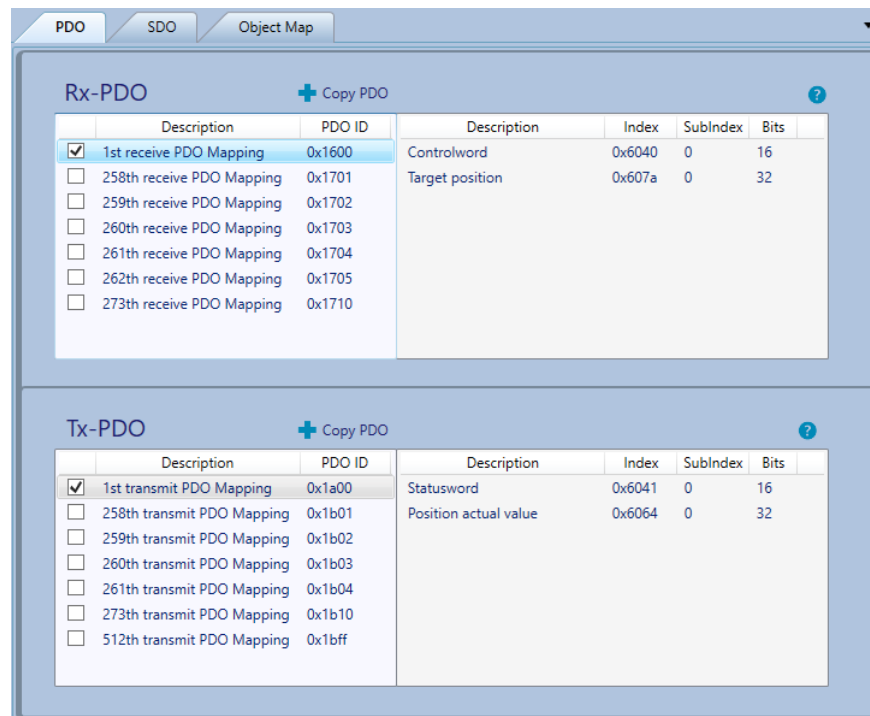 PDO SDO Object Map
Rx-PDO Copy PDO ?
Description PDO ID Description Index SubIndex Bits
1st receive PDO Mapping 0x1600 Controlword 0x6040 0 16
258th receive PDO Mapping 0x1701 Target position 0x607a 0 32
259th receive PDO Mapping 0x1702
260th receive PDO Mapping 0x1703
261th receive PDO Mapping 0x1704
262th receive PDO Mapping 0x1705
273th receive PDO Mapping 0x1710
Tx-PDO Copy PDO ?
Description PDO ID Description Index SubIndex Bits
1st transmit PDO Mapping 0x1a00 Statusword 0x6041 0 16
258th transmit PDO Mapping 0x1b01 Position actual value 0x6064 0 32
259th transmit PDO Mapping 0x1b02
260th transmit PDO Mapping 0x1b03
261th transmit PDO Mapping 0x1b04
273th transmit PDO Mapping 0x1b10
512th transmit PDO Mapping 0x1bff